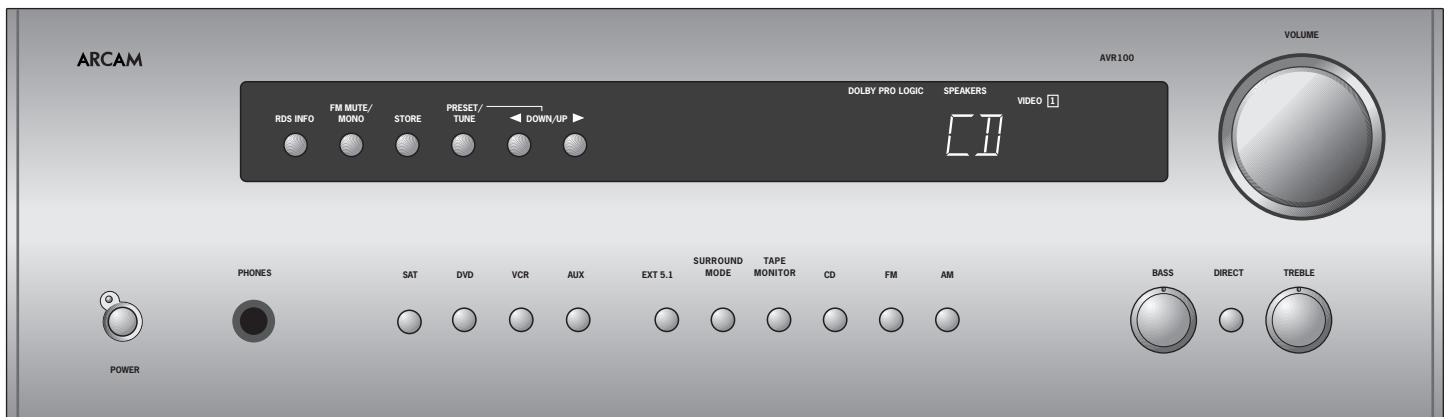 VOLUME
ARCAM
AVR100
DOLBY PRO LOGIC SPEAKERS
VIDEO 1
RDS INFO
FM MUTE/
MONO
STORE
PRESET/
TUNE
◀ DOWN/UP ▶
CD
PHONES
SAT
DVD
VCR
AUX
EXT 5.1
SURROUND
MODE
TAPE
MONITOR
CD
FM
AM
BASS
DIRECT
TREBLE
POWER